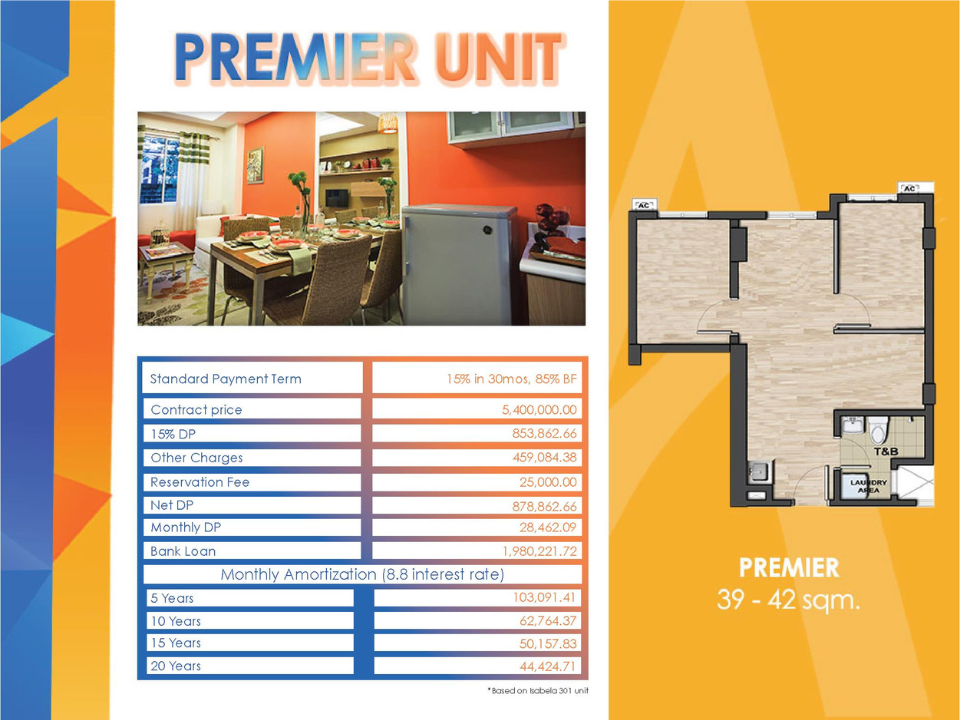 PREMIER UNIT
Standard Payment Term 15% in 30mos, 85% BF
Contract price 5,400,000.00
15% DP 853,862.66
Other Charges 459,084.38
Reservation Fee 25,000.00
Net DP 878,862.66
Monthly DP 28,462.09
Bank Loan 1,980,221.72
Monthly Amortization (8.8 interest rate)
5 Years 103,091.41
10 Years 62,764.37
15 Years 50,157.83
20 Years 44,424.71
*Based on Isabela 301 unit
AC
AC
T&B
LAUNDRY
AREA
PREMIER
39 - 42 sqm.